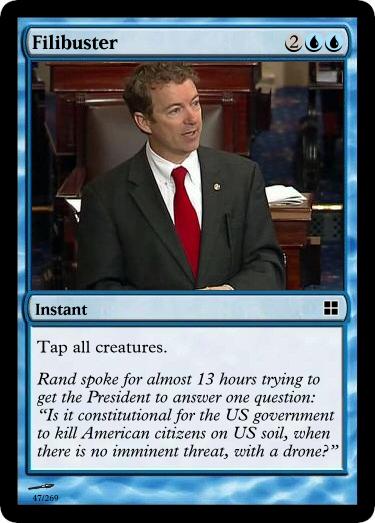 Filibuster 2
Instant
Tap all creatures.
Rand spoke for almost 13 hours trying to
get the President to answer one question:
“Is it constitutional for the US government
to kill American citizens on US soil, when
there is no imminent threat, with a drone?”
47/269